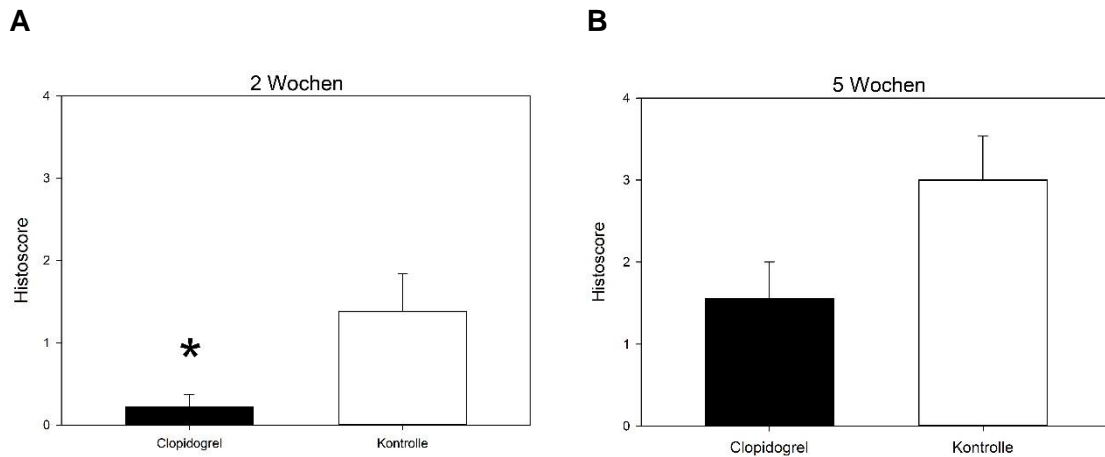 A
B
2 Wochen
4
3
2
1
0
Histoscore
*
Clopidogrel Kontrolle
5 Wochen
4
3
2
1
0
Histoscore
Clopidogrel Kontrolle